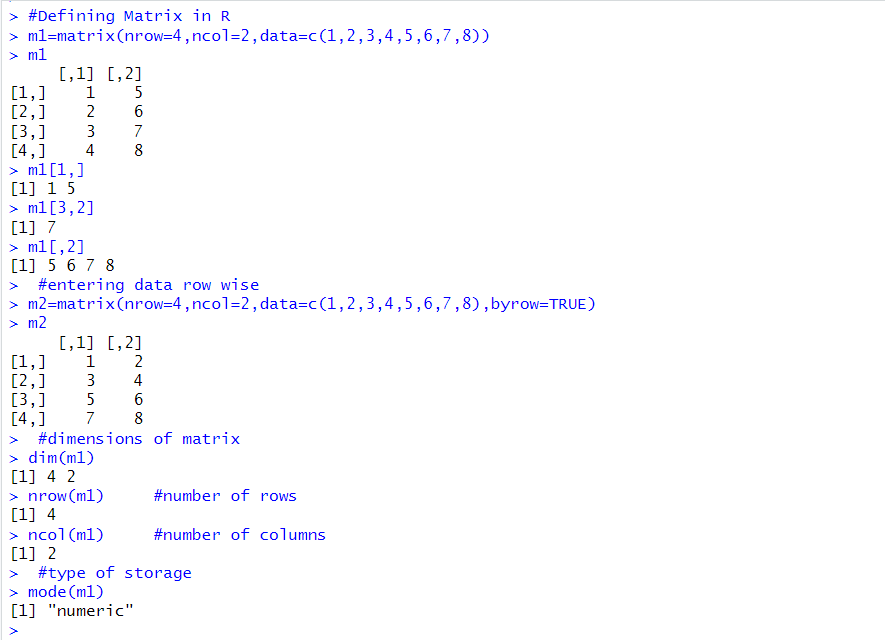 > #Defining Matrix in R
> m1=matrix(nrow=4,ncol=2,data=c(1,2,3,4,5,6,7,8))
> m1
     [,1] [,2]
[1,]    1    5
[2,]    2    6
[3,]    3    7
[4,]    4    8
> m1[1,]
[1] 1 5
> m1[3,2]
[1] 7
> m1[,2]
[1] 5 6 7 8
>  #entering data row wise
> m2=matrix(nrow=4,ncol=2,data=c(1,2,3,4,5,6,7,8),byrow=TRUE)
> m2
     [,1] [,2]
[1,]    1    2
[2,]    3    4
[3,]    5    6
[4,]    7    8
>  #dimensions of matrix
> dim(m1)
[1] 4 2
> nrow(m1)     #number of rows
[1] 4
> ncol(m1)     #number of columns
[1] 2
>  #type of storage
> mode(m1)
[1] "numeric"
>